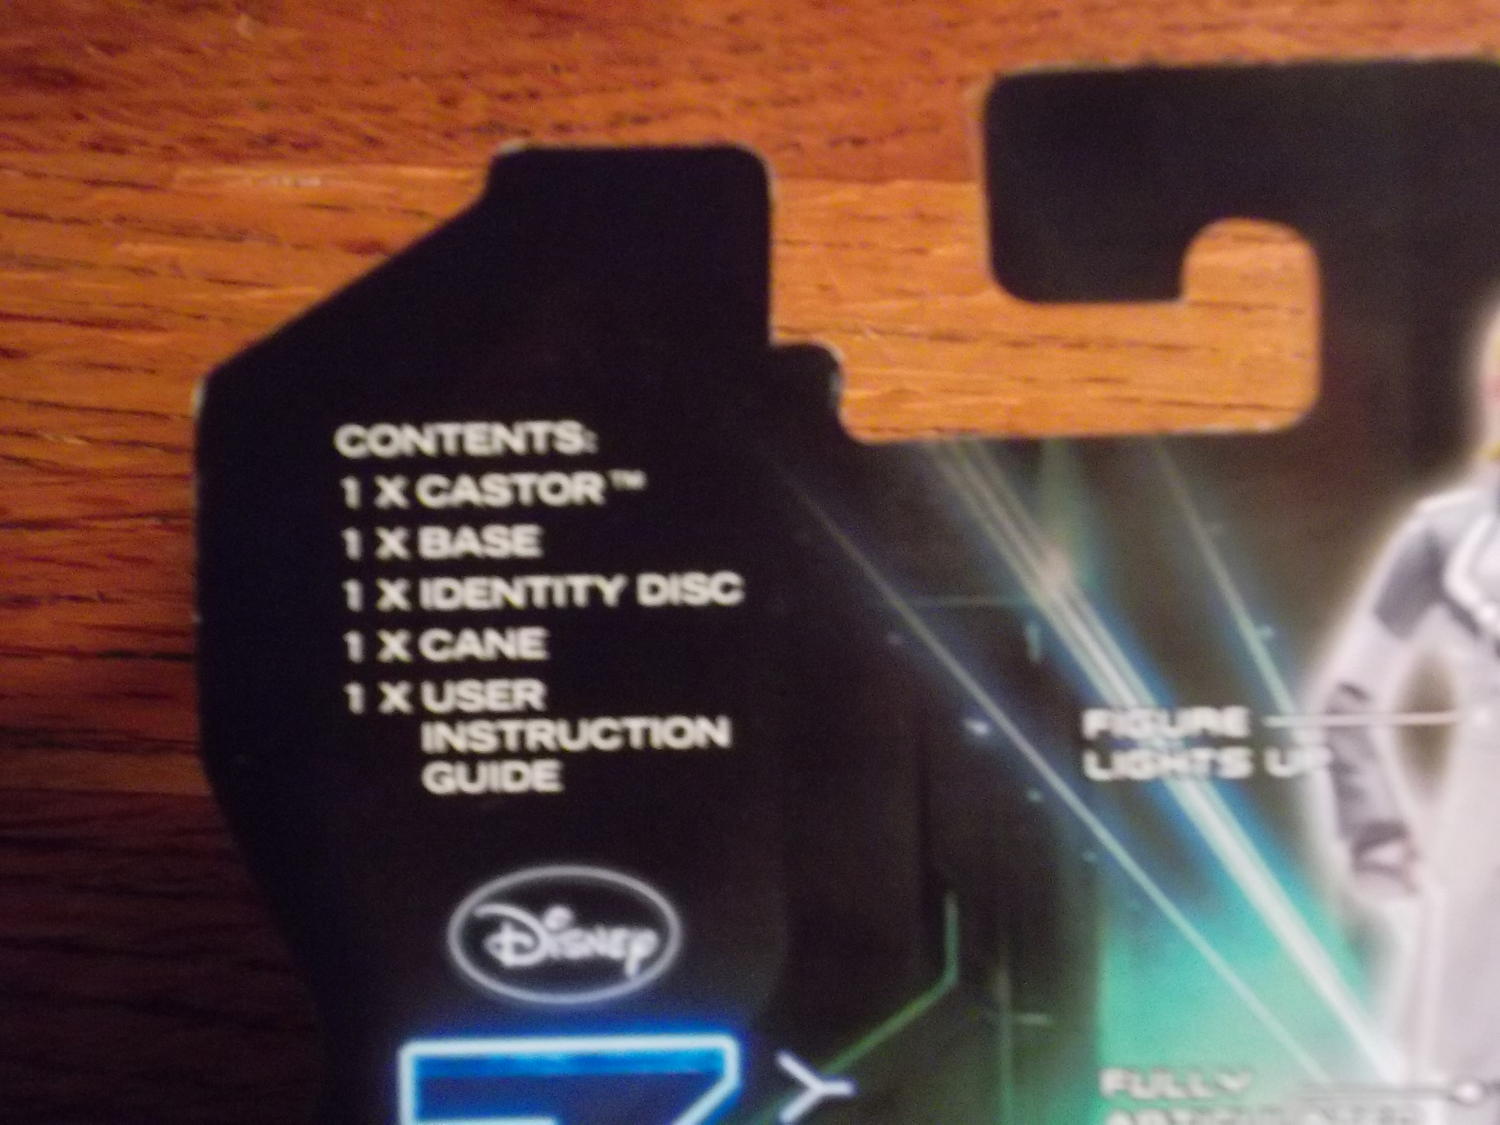 CONTENTS:
1 X CASTOR™
1 X BASE
1 X IDENTITY DISC
1 X CANE
1 X USER
INSTRUCTION
GUIDE
Disney
FIGURE
LIGHTS UP
FULLY